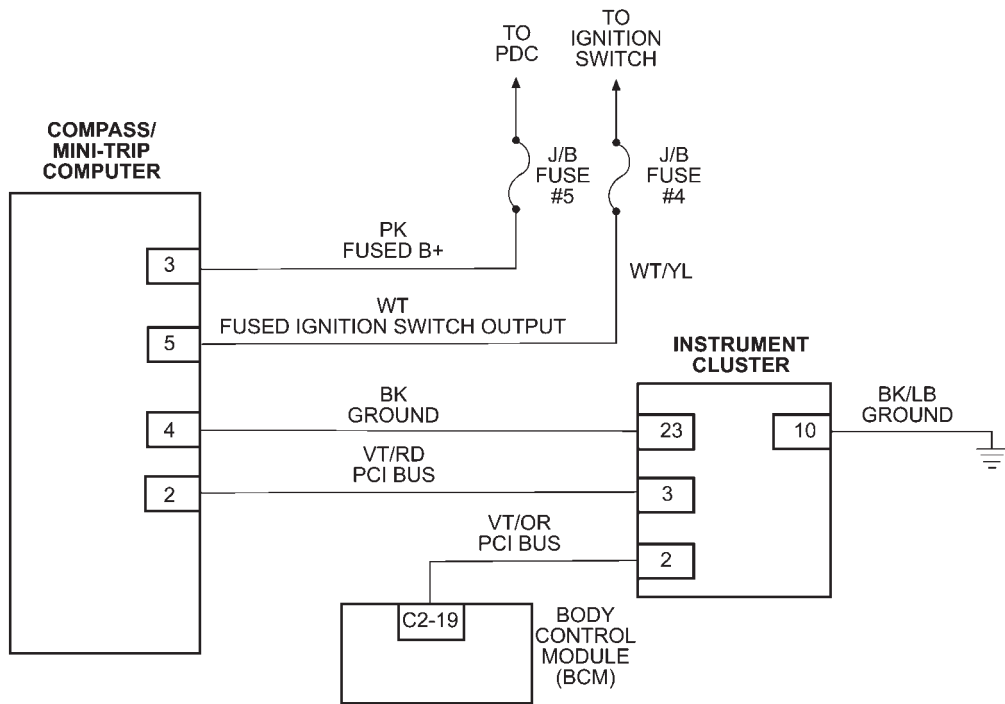 TO
PDC
TO
IGNITION
SWITCH
COMPASS/
MINI-TRIP
COMPUTER
J/B
FUSE
#5
J/B
FUSE
#4
PK
FUSED B+
3
WT/YL
WT
FUSED IGNITION SWITCH OUTPUT
5
INSTRUMENT
CLUSTER
BK
GROUND
4
23
10
BK/LB
GROUND
VT/RD
PCI BUS
2
3
VT/OR
PCI BUS
2
C2-19
BODY
CONTROL
MODULE
(BCM)